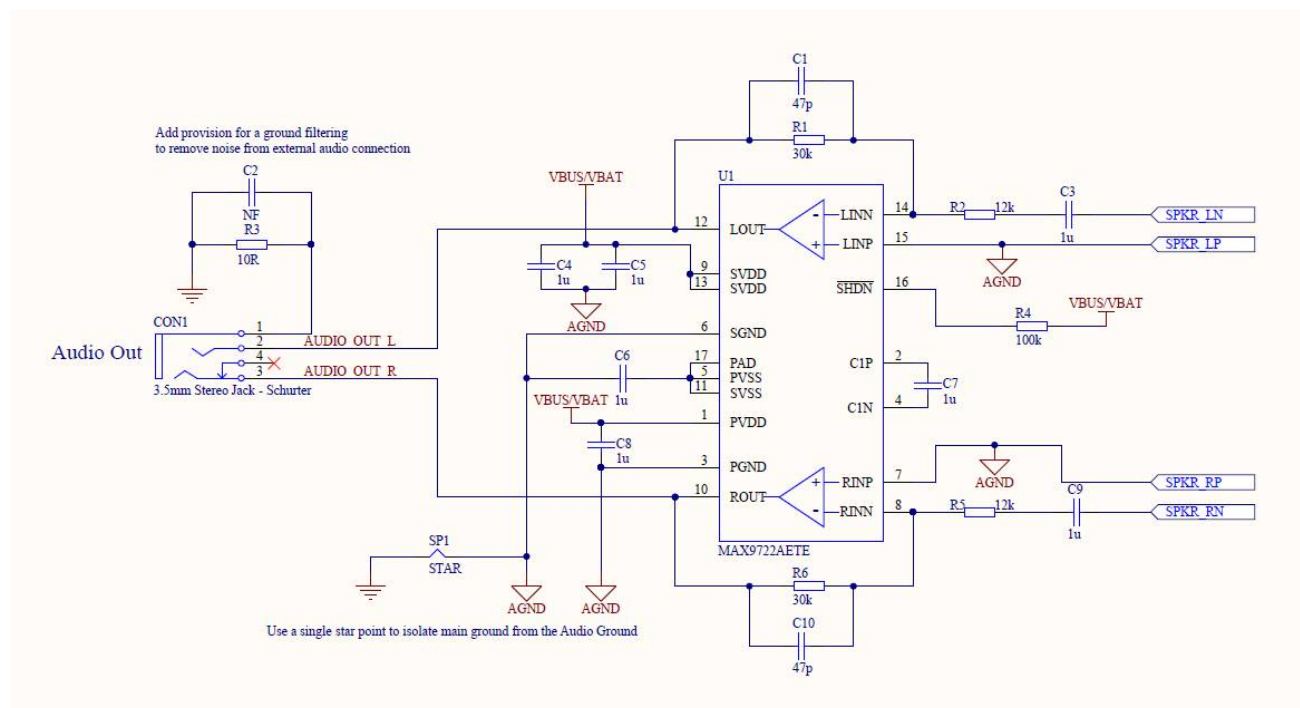 C1
47p
R1
30k
Add provision for a ground filtering
to remove noise from external audio connection
C2
NF
R3
10R
VBUS/VBAT
U1
C4
1u
C5
1u
AGND
12 LOUT
9 SVDD
13 SVDD
6 SGND
17 PAD
5 PVSS
11 SVSS
1 PVDD
3 PGND
10 ROUT
- LINN 14
+ LINP 15
SHDN 16
C1P 2
C1N 4
+ RINP 7
- RINN 8
MAX9722AETE
R2 12k
C3
1u
SPKR_LN
SPKR_LP
AGND
VBUS/VBAT
R4
100k
C7
1u
AGND
SPKR_RP
R5 12k
C9
1u
SPKR_RN
CON1
Audio Out
1
2 AUDIO OUT L
4
3 AUDIO OUT R
3.5mm Stereo Jack - Schurter
C6
1u
VBUS/VBAT
C8
1u
SP1
STAR
AGND
AGND
Use a single star point to isolate main ground from the Audio Ground
R6
30k
C10
47p